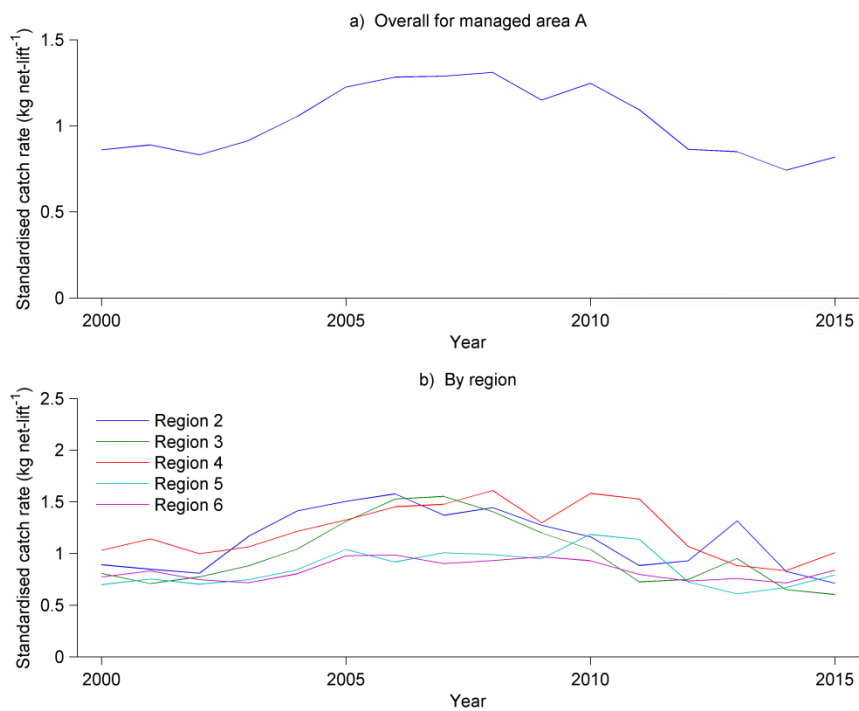 a) Overall for managed area A
Standardised catch rate (kg net-lift⁻¹)
1.5
1
0.5
0
2000 2005 2010 2015
Year
b) By region
Standardised catch rate (kg net-lift⁻¹)
2.5
2
1.5
1
0.5
0
Region 2
Region 3
Region 4
Region 5
Region 6
2000 2005 2010 2015
Year